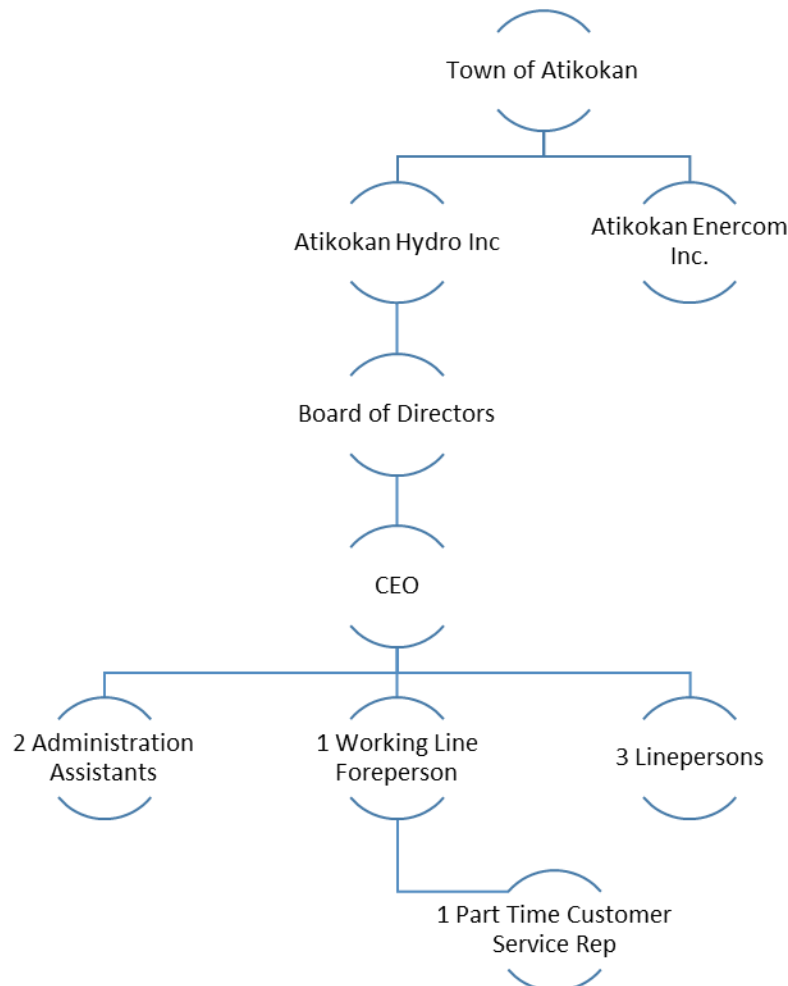 Town of Atikokan
Atikokan Hydro Inc
Atikokan Enercom
Inc.
Board of Directors
CEO
2 Administration
Assistants
1 Working Line
Foreperson
3 Linepersons
1 Part Time Customer
Service Rep